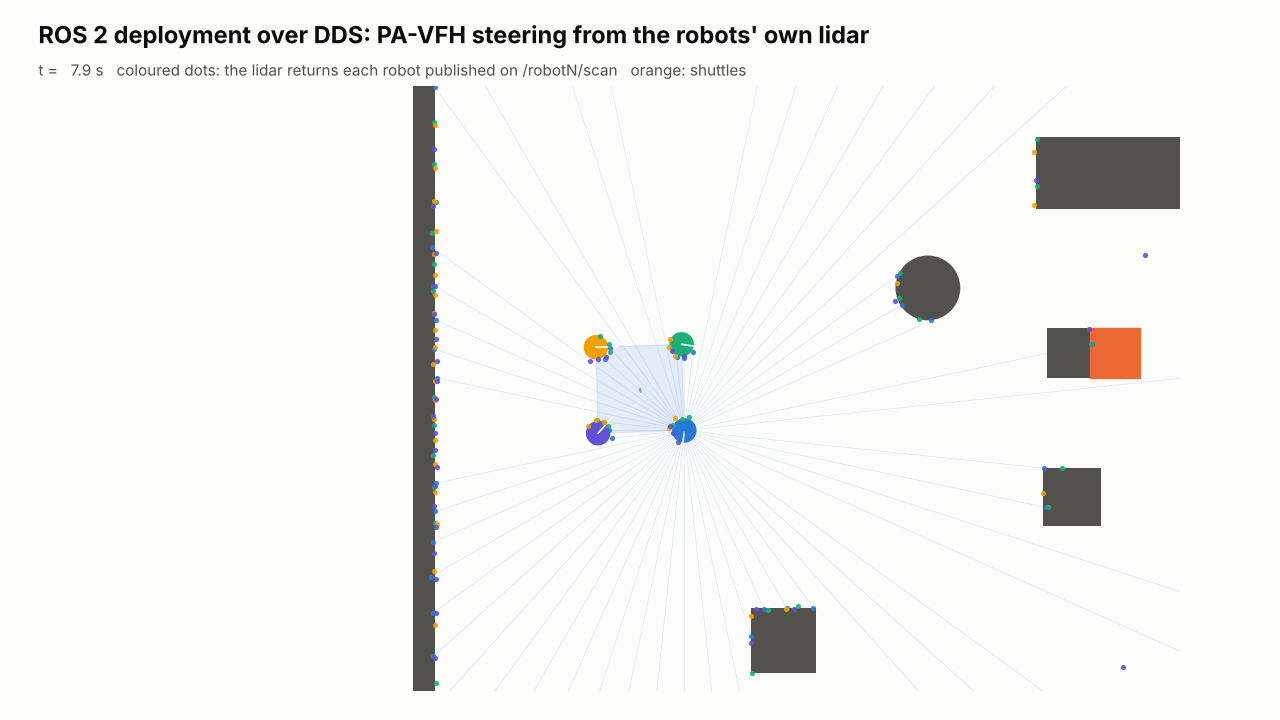 ROS 2 deployment over DDS: PA-VFH steering from the robots' own lidar
t = 7.9 s coloured dots: the lidar returns each robot published on /robotN/scan orange: shuttles